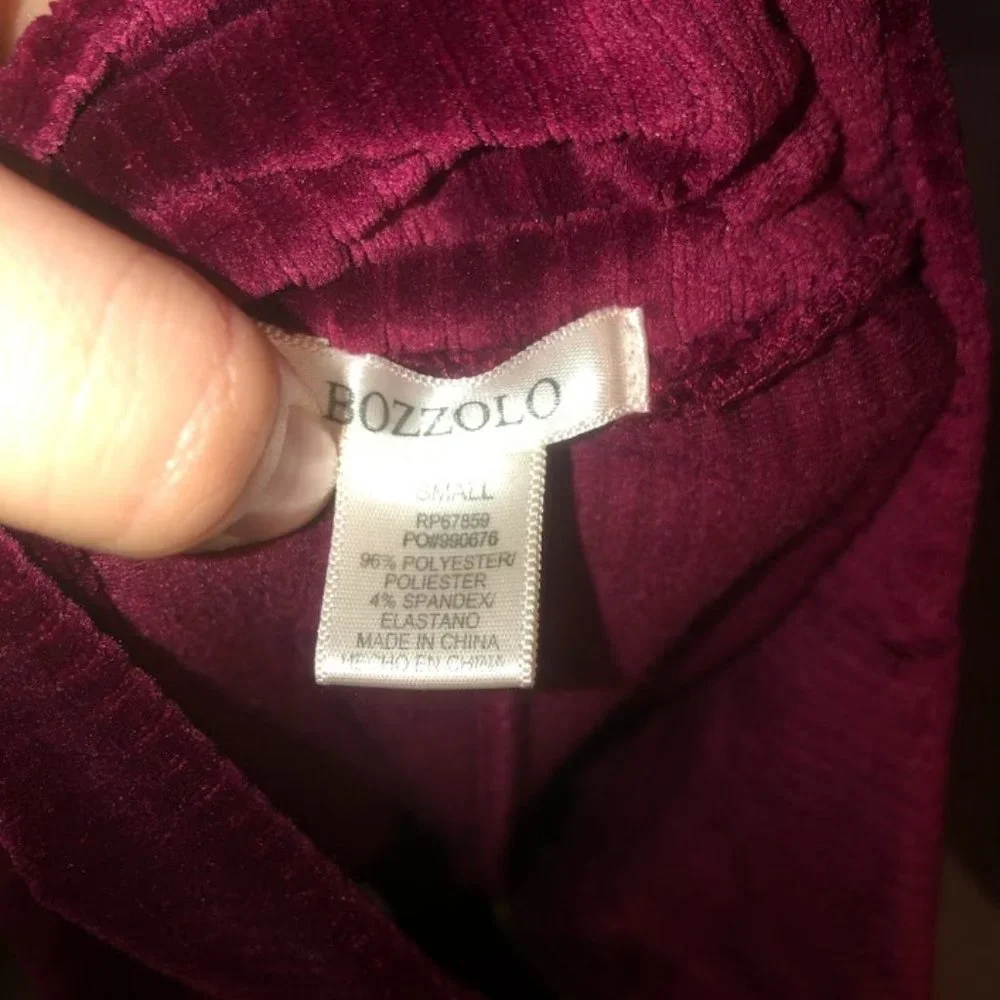 BOZZOLO
SMALL
RP67859
PO#990676
96% POLYESTER/
POLIESTER
4% SPANDEX/
ELASTANO
MADE IN CHINA
HECHO EN CHINA